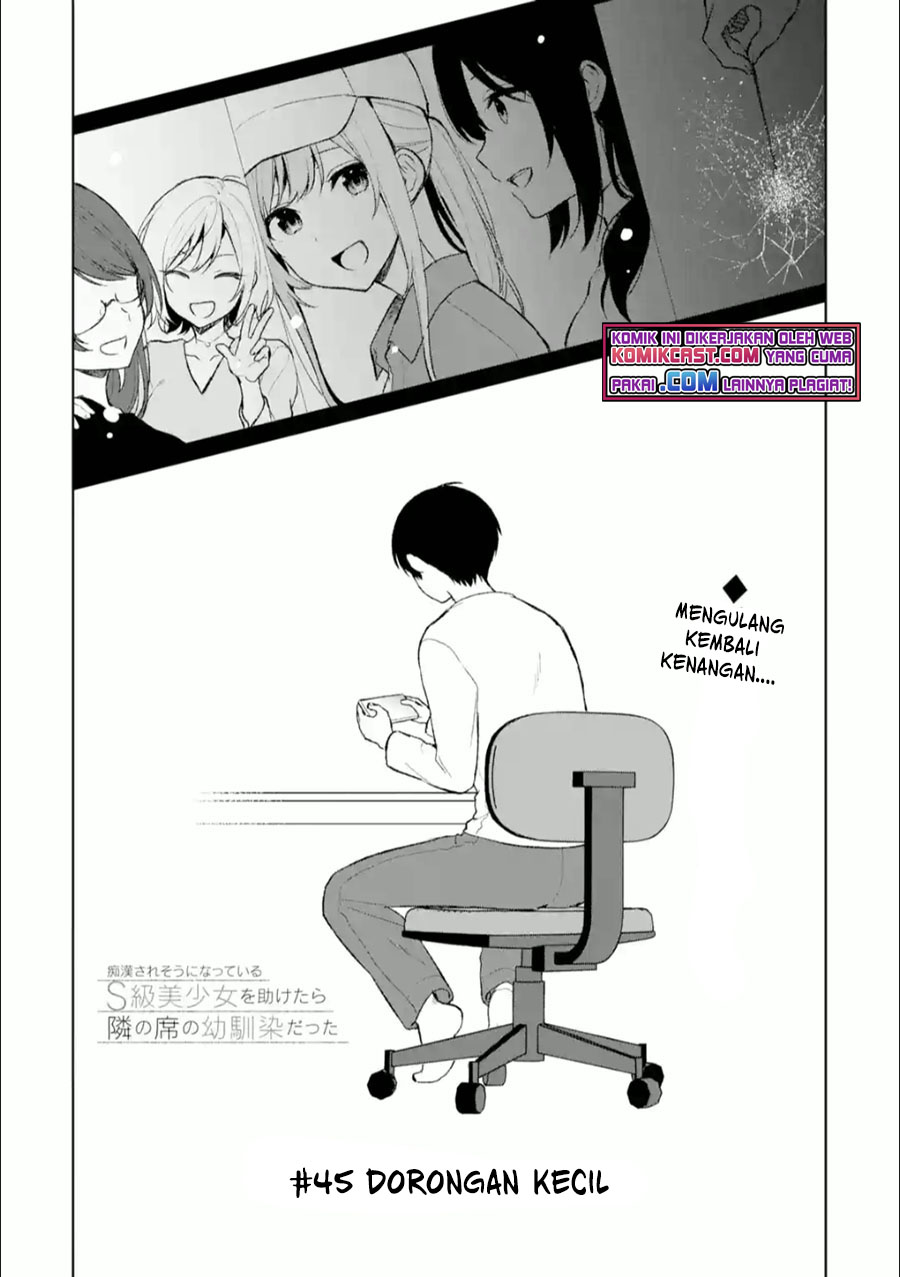 KOMIK INI DIKERJAKAN OLEH WEB
KOMIKCAST.COM YANG CUMA
PAKAI .COM LAINNYA PLAGIAT!
MENGULANG
KEMBALI
KENANGAN....
痴漢されそうになっている
S級美少女を助けたら
隣の席の幼馴染だった
#45 DORONGAN KECIL